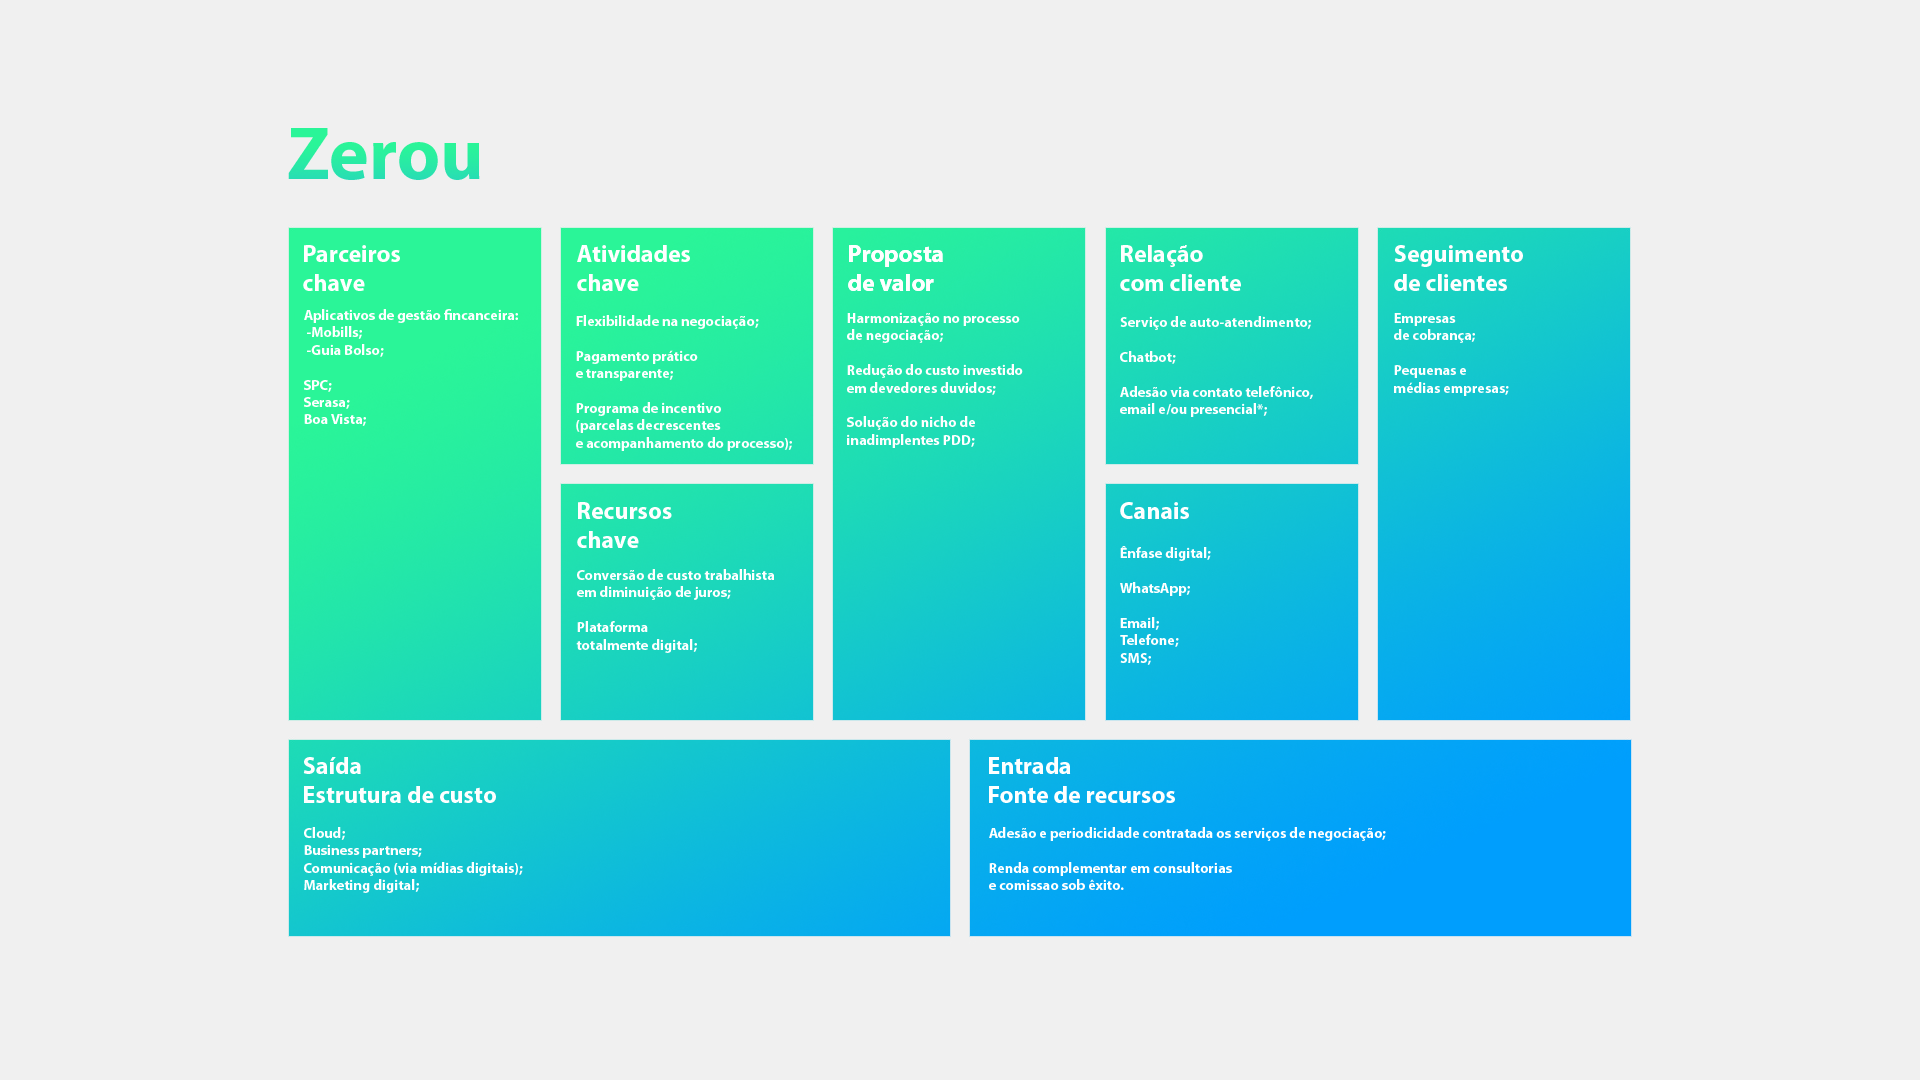 Zerou
Parceiros
chave
Aplicativos de gestão fincanceira:
-Mobills;
-Guia Bolso;
SPC;
Serasa;
Boa Vista;
Atividades
chave
Flexibilidade na negociação;
Pagamento prático
e transparente;
Programa de incentivo
(parcelas decrescentes
e acompanhamento do processo);
Recursos
chave
Conversão de custo trabalhista
em diminuição de juros;
Plataforma
totalmente digital;
Proposta
de valor
Harmonização no processo
de negociação;
Redução do custo investido
em devedores duvidos;
Solução do nicho de
inadimplentes PDD;
Relação
com cliente
Serviço de auto-atendimento;
Chatbot;
Adesão via contato telefônico,
email e/ou presencial*;
Canais
Ênfase digital;
WhatsApp;
Email;
Telefone;
SMS;
Seguimento
de clientes
Empresas
de cobrança;
Pequenas e
médias empresas;
Saída
Estrutura de custo
Cloud;
Business partners;
Comunicação (via mídias digitais);
Marketing digital;
Entrada
Fonte de recursos
Adesão e periodicidade contratada os serviços de negociação;
Renda complementar em consultorias
e comissao sob êxito.